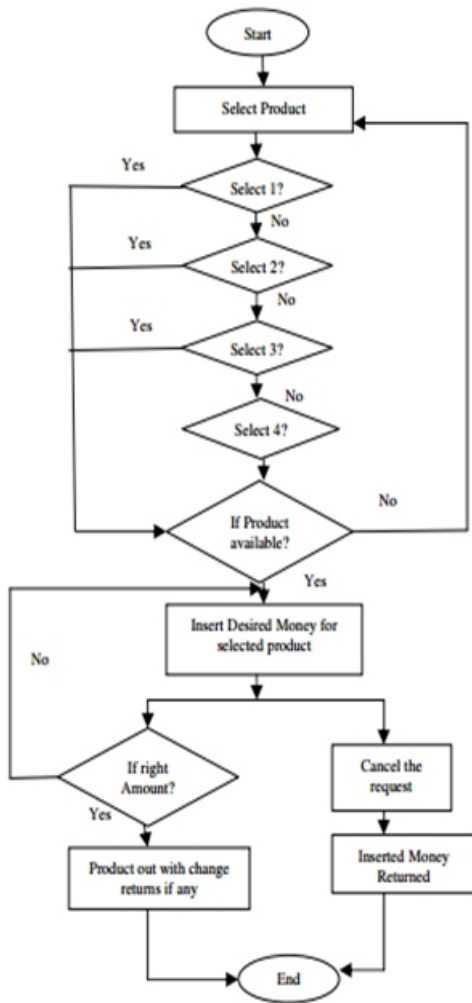 Start
Select Product
Yes
Select 1?
No
Yes
Select 2?
No
Yes
Select 3?
No
Select 4?
No
If Product
available?
Yes
Insert Desired Money for
selected product
No
If right
Amount?
Cancel the
request
Yes
Product out with change
returns if any
Inserted Money
Returned
End